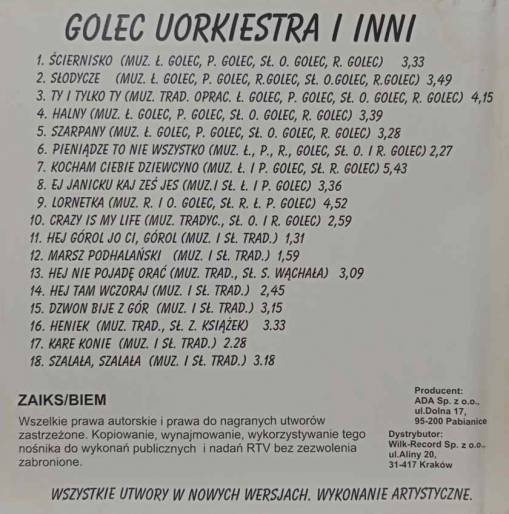 GOLEC UORKIESTRA I INNI
1. ŚCIERNISKO (MUZ. Ł. GOLEC, P. GOLEC, SŁ. O. GOLEC, R. GOLEC) 3,33
2. SŁODYCZE (MUZ. Ł. GOLEC, P. GOLEC, R.GOLEC, SŁ. O.GOLEC, R.GOLEC) 3,49
3. TY I TYLKO TY (MUZ. TRAD. OPRAC. Ł. GOLEC, P. GOLEC, SŁ. O. GOLEC, R. GOLEC) 4,15
4. HALNY (MUZ. Ł. GOLEC, P. GOLEC, SŁ. O. GOLEC, R. GOLEC) 3,39
5. SZARPANY (MUZ. Ł. GOLEC, P. GOLEC, SŁ. O. GOLEC, R. GOLEC) 3,28
6. PIENIĄDZE TO NIE WSZYSTKO (MUZ. Ł., P., R., GOLEC, SŁ. O. I R. GOLEC) 2,27
7. KOCHAM CIEBIE DZIEWCYNO (MUZ. Ł. I P. GOLEC, SŁ. R. GOLEC) 5,43
8. EJ JANICKU KAJ ZEŚ JES (MUZ.I SŁ. Ł. I P. GOLEC) 3,36
9. LORNETKA (MUZ. R. I O. GOLEC, SŁ. R. Ł. P. GOLEC) 4,52
10. CRAZY IS MY LIFE (MUZ. TRADYC., SŁ. O. I R. GOLEC) 2,59
11. HEJ GÓROL JO CI, GÓROL (MUZ. I SŁ. TRAD.) 1,31
12. MARSZ PODHALAŃSKI (MUZ. I SŁ. TRAD.) 1,59
13. HEJ NIE POJADĘ ORAĆ (MUZ. TRAD., SŁ. S. WĄCHAŁA) 3,09
14. HEJ TAM WCZORAJ (MUZ. I SŁ. TRAD.) 2,45
15. DZWON BIJE Z GÓR (MUZ. I SŁ. TRAD.) 3,15
16. HENIEK (MUZ. TRAD., SŁ. Z. KSIĄŻEK) 3.33
17. KARE KONIE (MUZ. I SŁ. TRAD.) 2.28
18. SZALAŁA, SZALAŁA (MUZ. I SŁ. TRAD.) 3.18
ZAIKS/BIEM
Wszelkie prawa autorskie i prawa do nagranych utworów
zastrzeżone. Kopiowanie, wynajmowanie, wykorzystywanie tego
nośnika do wykonań publicznych i nadań RTV bez zezwolenia
zabronione.
Producent:
ADA Sp. z o.o.,
ul.Dolna 17,
95-200 Pabianice
Dystrybutor:
Wilk-Record Sp. z o.o.,
ul.Aliny 20,
31-417 Kraków
WSZYSTKIE UTWORY W NOWYCH WERSJACH. WYKONANIE ARTYSTYCZNE.